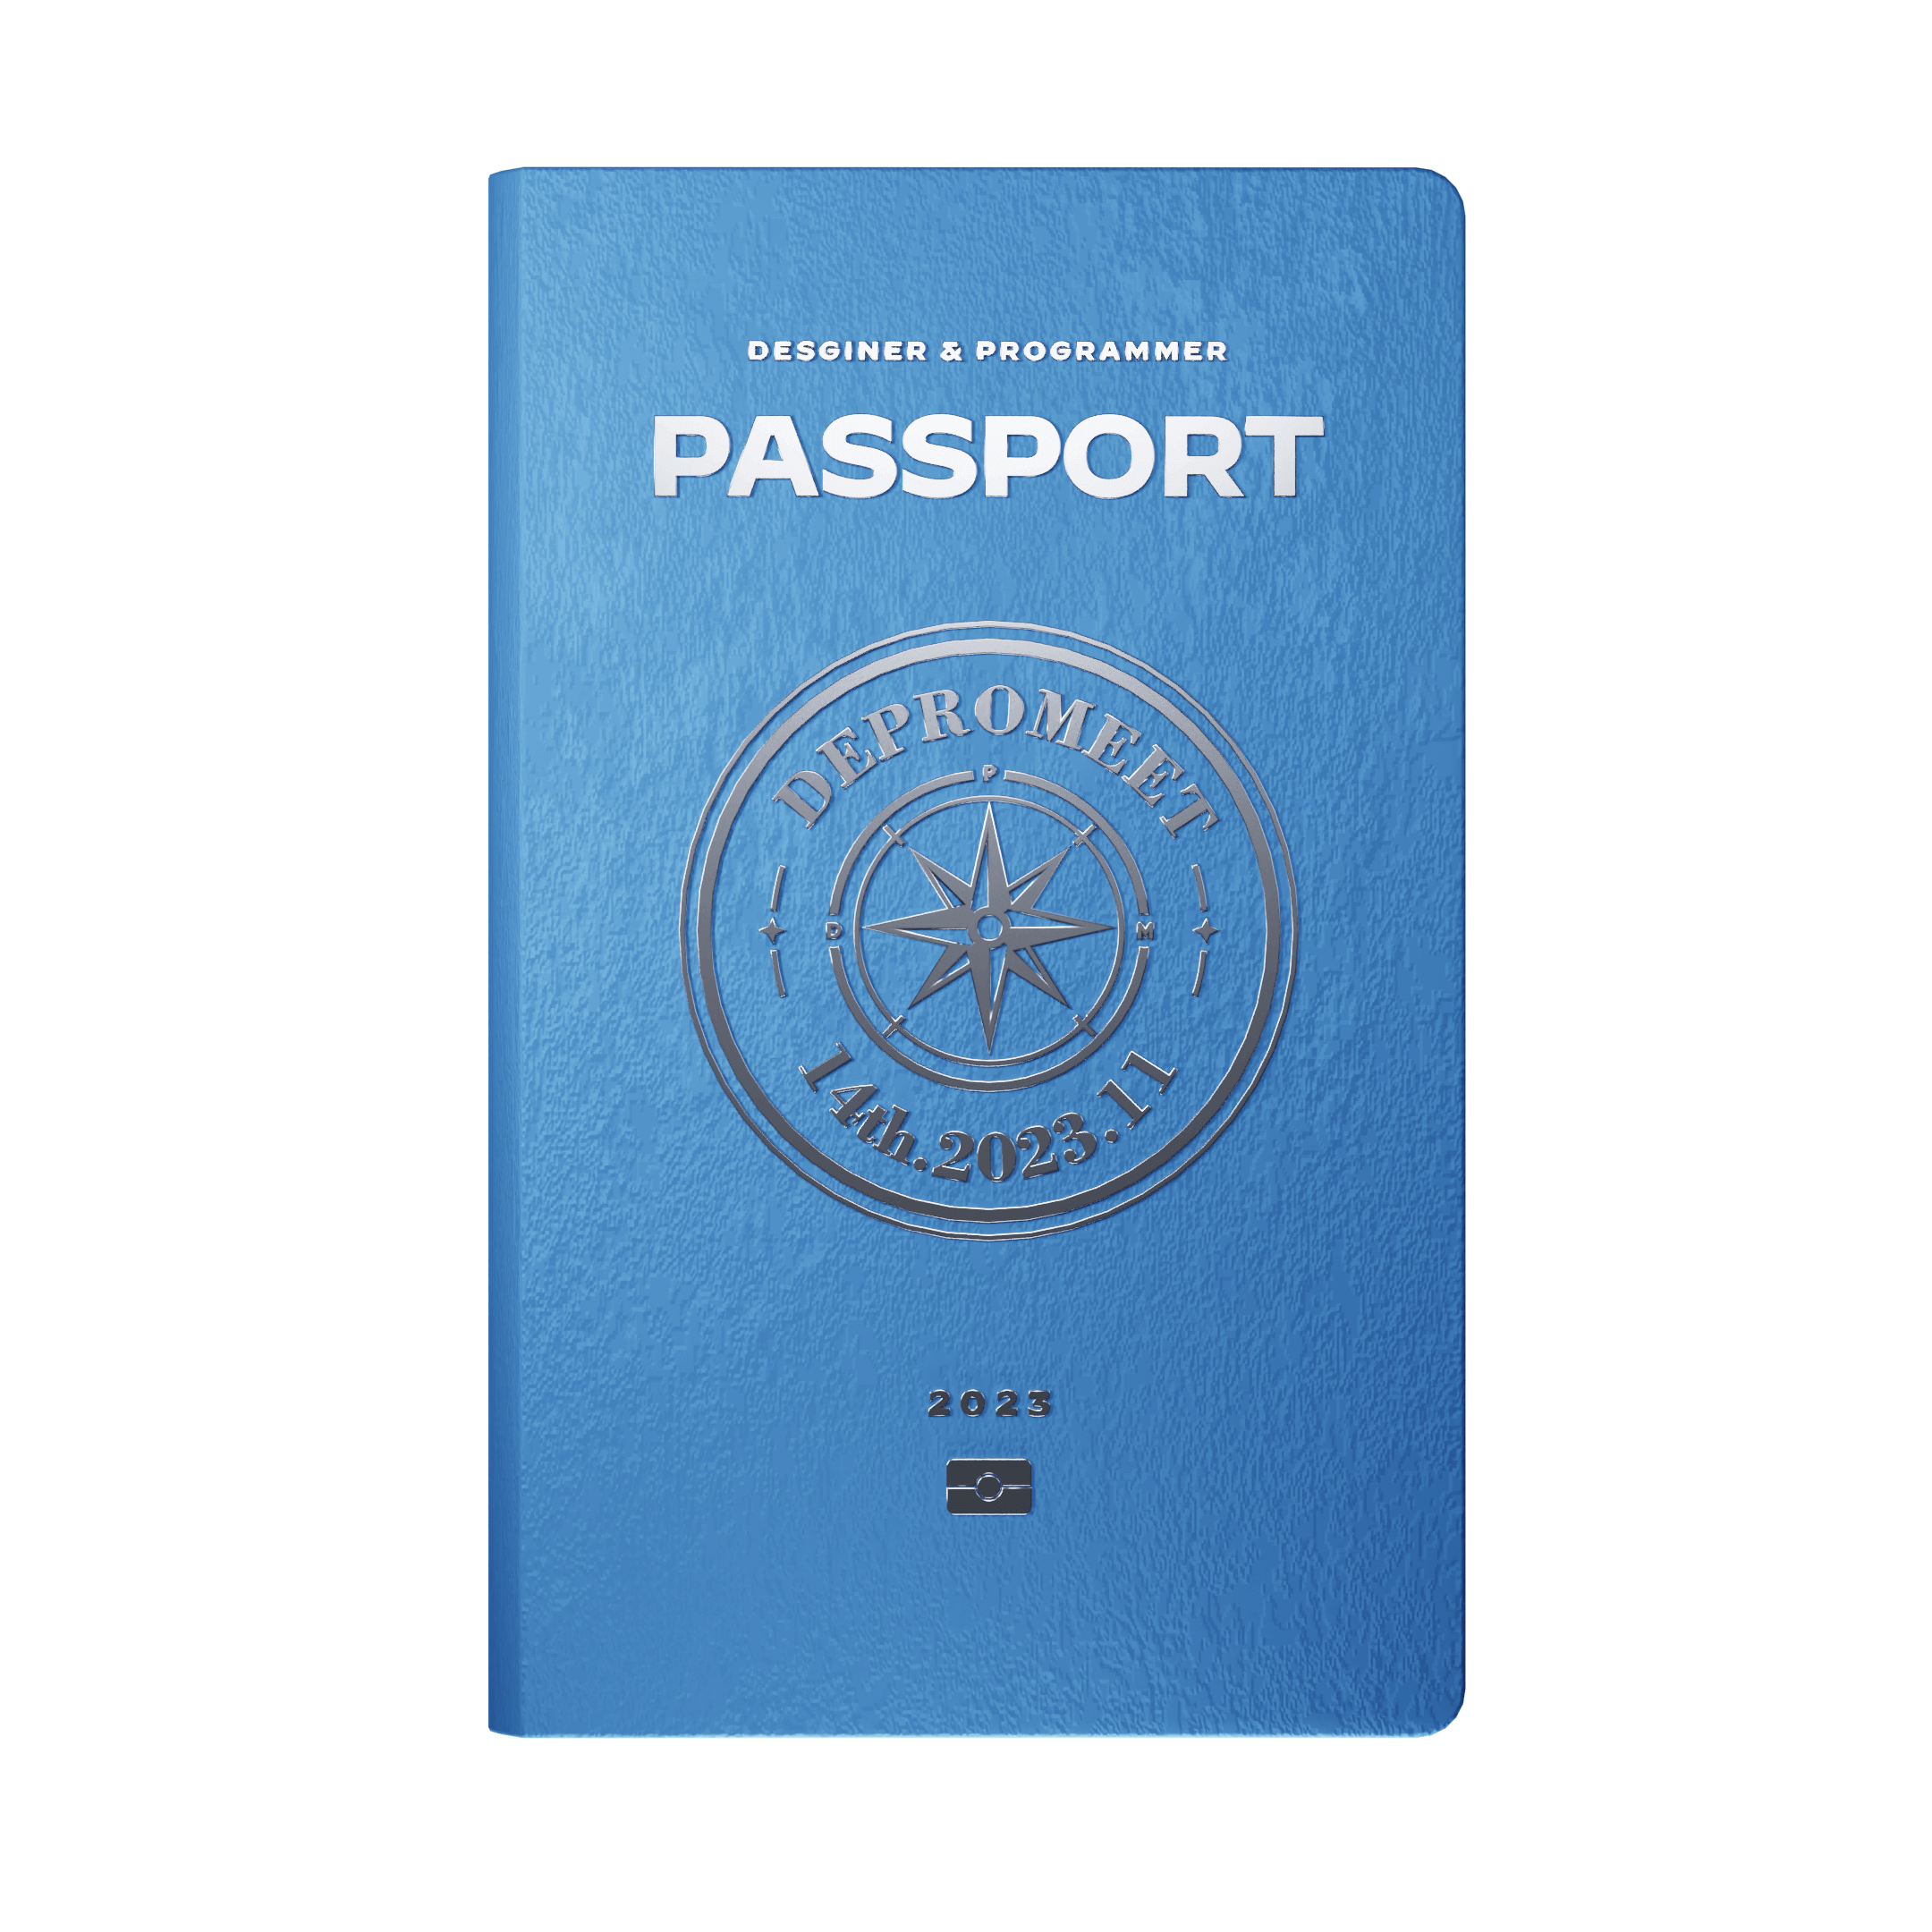 DESGINER & PROGRAMMER
PASSPORT
DEPROMEET
P
D
M
14th.2023.11
2023